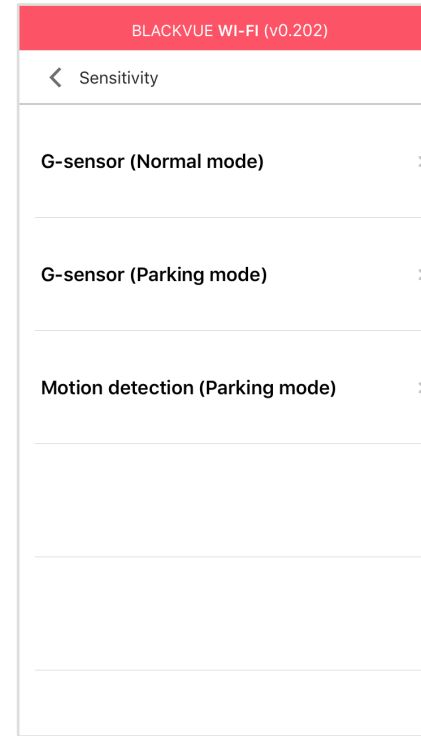 BLACKVUE WI-FI (v0.202)
Sensitivity
G-sensor (Normal mode)
G-sensor (Parking mode)
Motion detection (Parking mode)